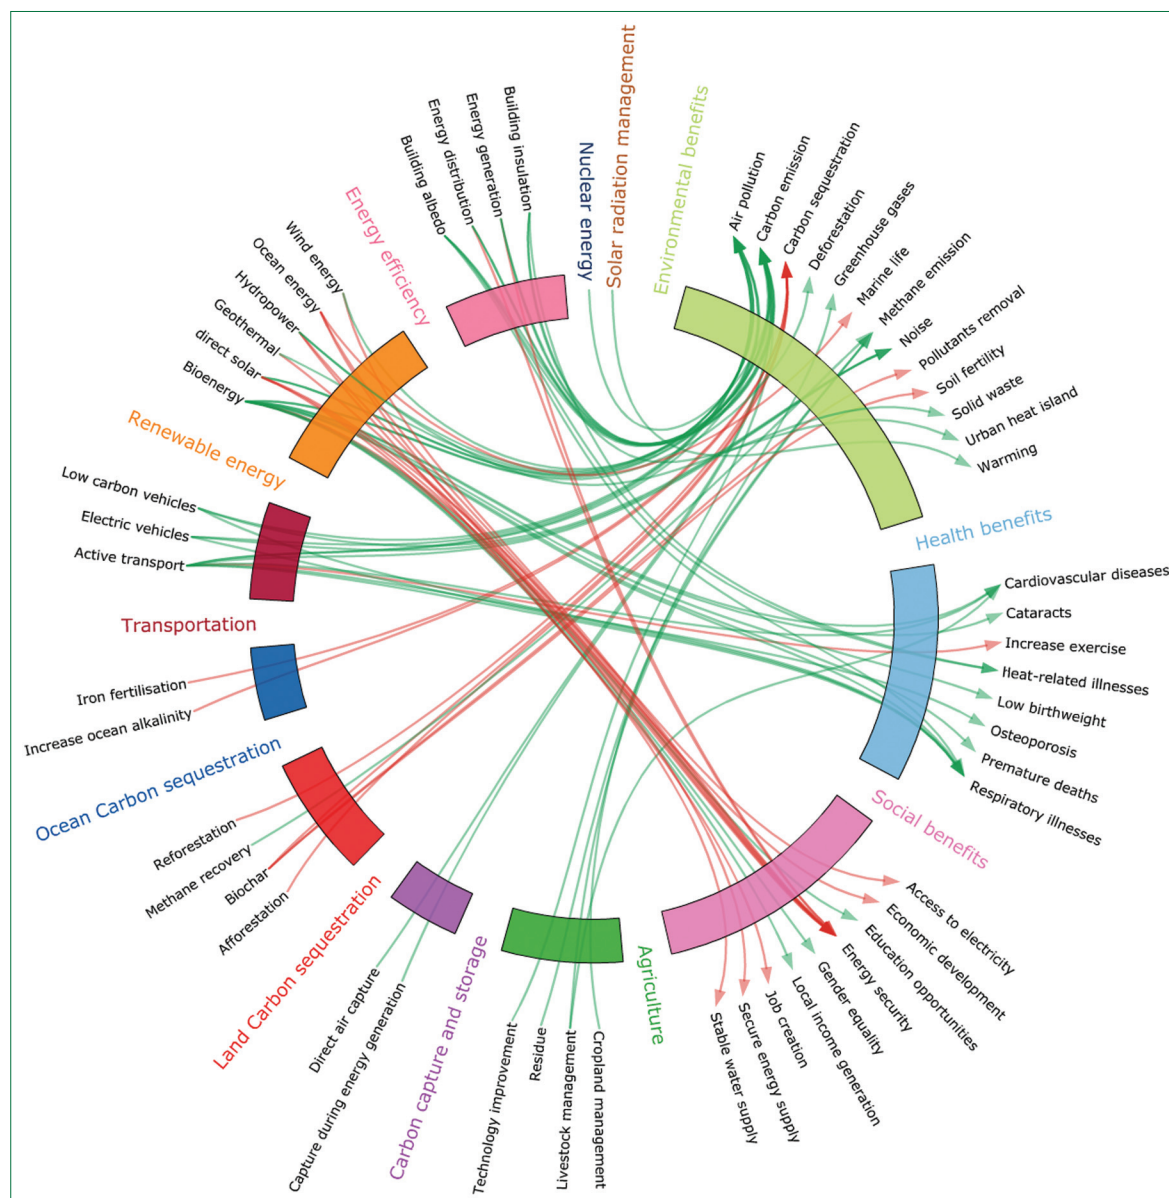 Solar radiation management
Nuclear energy
Environmental benefits
Air pollution
Carbon emission
Carbon sequestration
Deforestation
Greenhouse gases
Marine life
Methane emission
Noise
Pollutants removal
Soil fertility
Solid waste
Urban heat island
Warming
Health benefits
Cardiovascular diseases
Cataracts
Increase exercise
Heat-related illnesses
Low birthweight
Osteoporosis
Premature deaths
Respiratory illnesses
Social benefits
Access to electricity
Economic development
Education opportunities
Energy security
Gender equality
Local income generation
Job creation
Secure energy supply
Stable water supply
Agriculture
Cropland management
Livestock management
Residue
Technology improvement
Carbon capture and storage
Capture during energy generation
Direct air capture
Land Carbon sequestration
Afforestation
Biochar
Methane recovery
Reforestation
Ocean Carbon sequestration
Increase ocean alkalinity
Iron fertilisation
Transportation
Active transport
Electric vehicles
Low carbon vehicles
Renewable energy
Bioenergy
direct solar
Geothermal
Hydropower
Ocean energy
Wind energy
Energy efficiency
Building albedo
Energy distribution
Energy generation
Building insulation